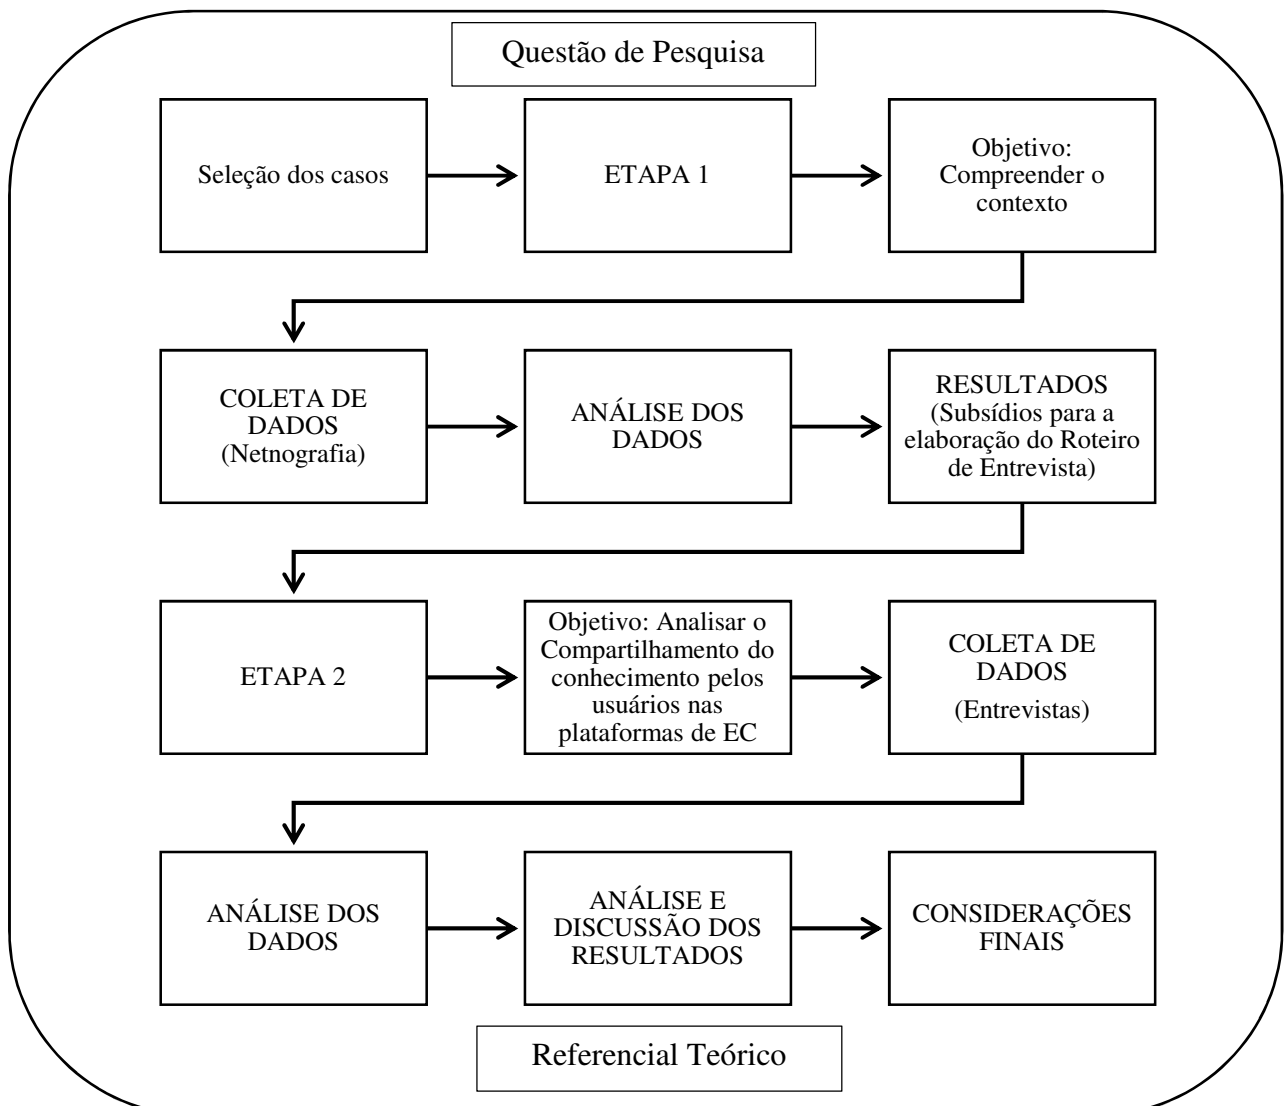 Questão de Pesquisa
Seleção dos casos
ETAPA 1
Objetivo:
Compreender o
contexto
COLETA DE
DADOS
(Netnografia)
ANÁLISE DOS
DADOS
RESULTADOS
(Subsídios para a
elaboração do Roteiro
de Entrevista)
ETAPA 2
Objetivo: Analisar o
Compartilhamento do
conhecimento pelos
usuários nas
plataformas de EC
COLETA DE
DADOS
(Entrevistas)
ANÁLISE DOS
DADOS
ANÁLISE E
DISCUSSÃO DOS
RESULTADOS
CONSIDERAÇÕES
FINAIS
Referencial Teórico